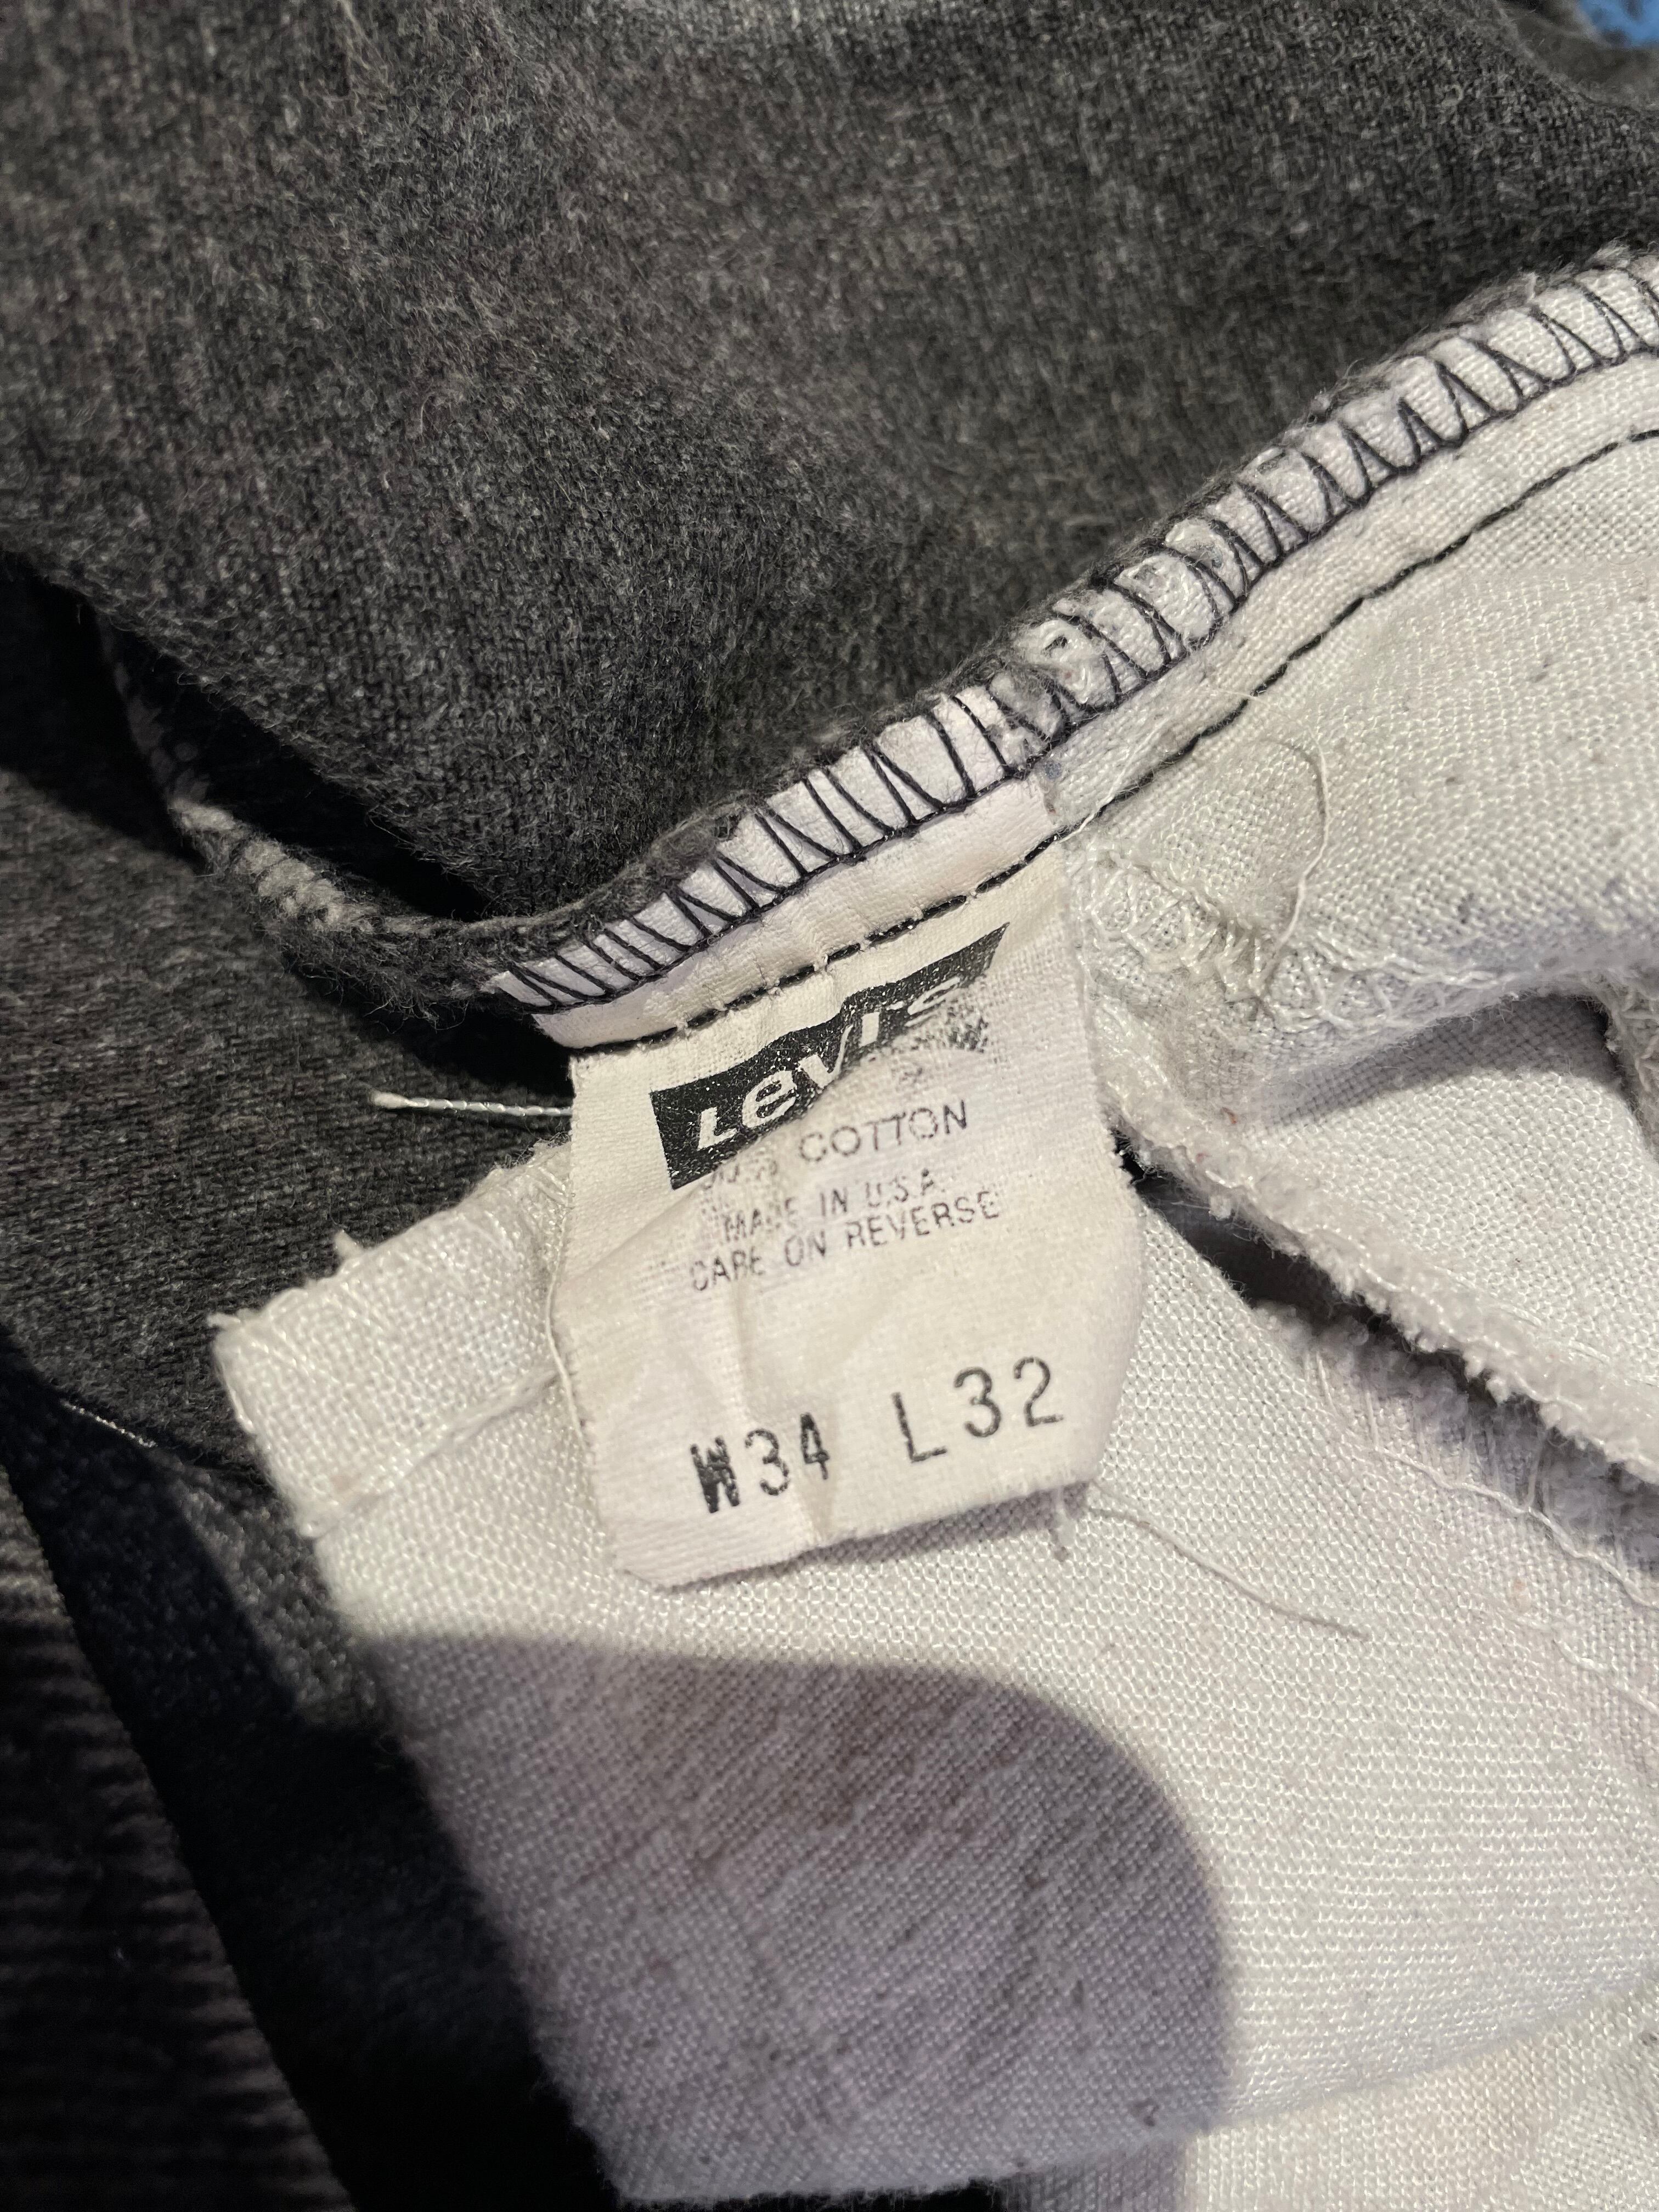 Levi's
COTTON
MADE IN U.S.A.
CARE ON REVERSE
W34 L32